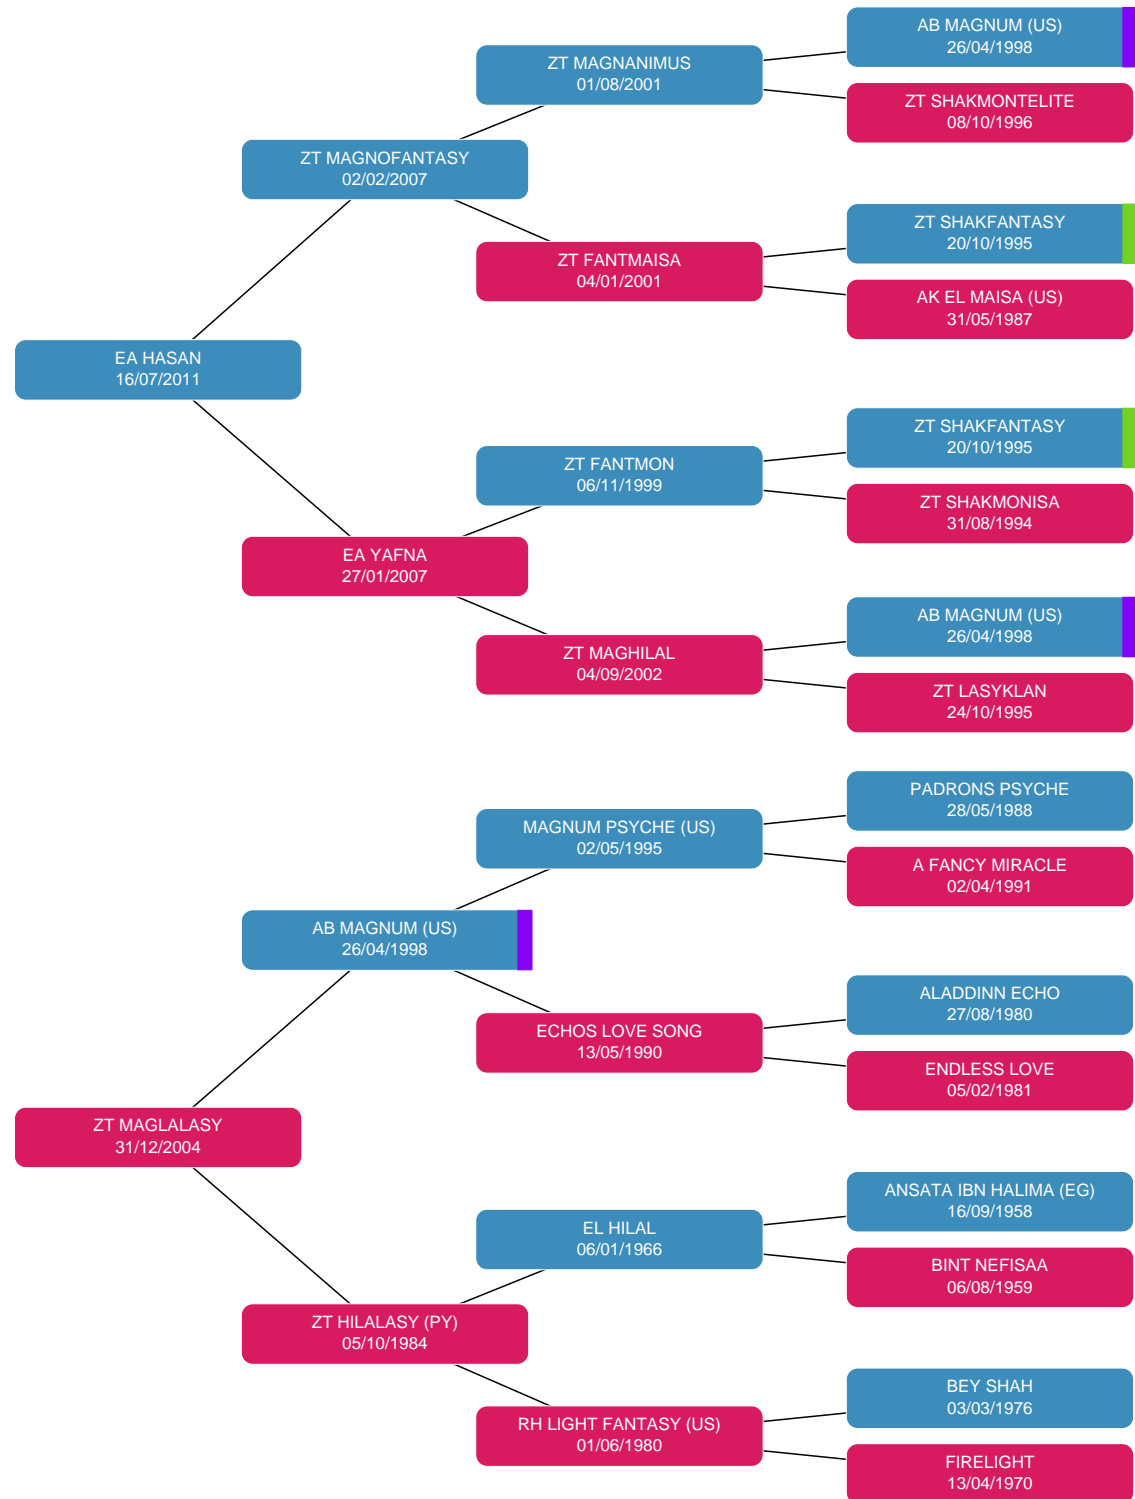 AB MAGNUM (US)
26/04/1998
ZT MAGNANIMUS
01/08/2001
ZT SHAKMONTELITE
08/10/1996
ZT MAGNOFANTASY
02/02/2007
ZT SHAKFANTASY
20/10/1995
ZT FANTMAISA
04/01/2001
AK EL MAISA (US)
31/05/1987
EA HASAN
16/07/2011
ZT SHAKFANTASY
20/10/1995
ZT FANTMON
06/11/1999
ZT SHAKMONISA
31/08/1994
EA YAFNA
27/01/2007
AB MAGNUM (US)
26/04/1998
ZT MAGHILAL
04/09/2002
ZT LASYKLAN
24/10/1995
PADRONS PSYCHE
28/05/1988
MAGNUM PSYCHE (US)
02/05/1995
A FANCY MIRACLE
02/04/1991
AB MAGNUM (US)
26/04/1998
ALADDINN ECHO
27/08/1980
ECHOS LOVE SONG
13/05/1990
ENDLESS LOVE
05/02/1981
ZT MAGLALASY
31/12/2004
ANSATA IBN HALIMA (EG)
16/09/1958
EL HILAL
06/01/1966
BINT NEFISAA
06/08/1959
ZT HILALASY (PY)
05/10/1984
BEY SHAH
03/03/1976
RH LIGHT FANTASY (US)
01/06/1980
FIRELIGHT
13/04/1970